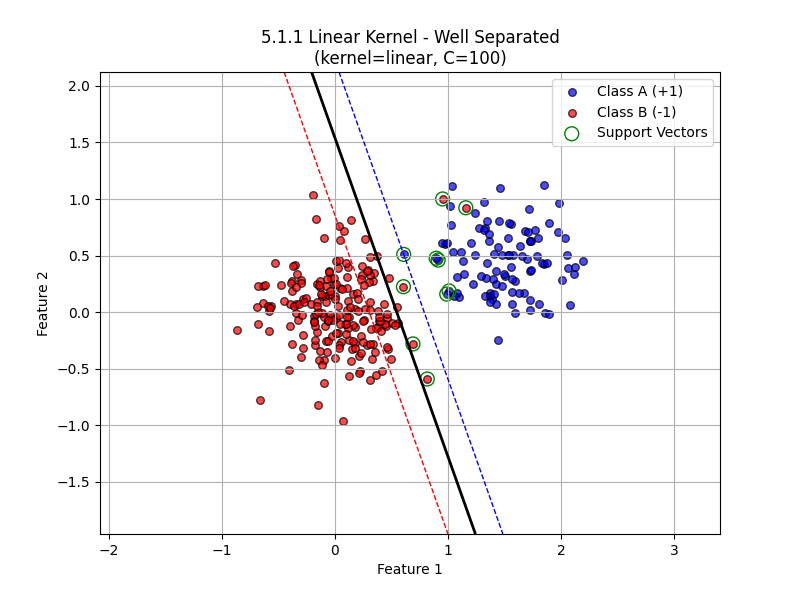 5.1.1 Linear Kernel - Well Separated
(kernel=linear, C=100)
Class A (+1)
Class B (-1)
Support Vectors
2.0
1.5
1.0
0.5
0.0
−0.5
−1.0
−1.5
Feature 2
−2
−1
0
1
2
3
Feature 1